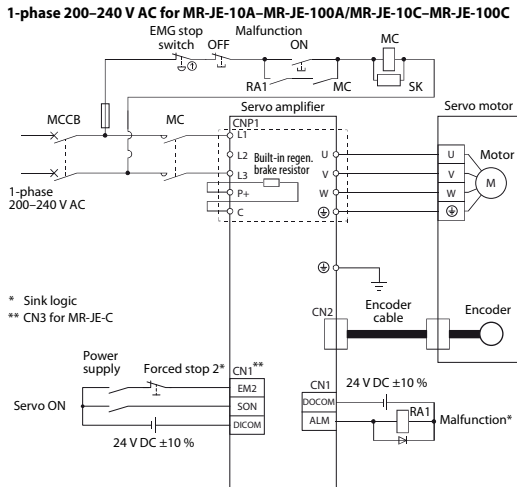 1-phase 200–240 V AC for MR-JE-10A–MR-JE-100A/MR-JE-10C–MR-JE-100C
EMG stop
switch
OFF
Malfunction
ON
MC
①
RA1
MC
SK
MCCB
MC
Servo amplifier
Servo motor
CNP1
L1
L2
L3
P+
C
Built-in regen.
brake resistor
U
V
W
U
V
W
Motor
M
1-phase
200–240 V AC
* Sink logic
** CN3 for MR-JE-C
CN2
Encoder
cable
Encoder
Power
supply
Forced stop 2*
CN1**
EM2
SON
DICOM
Servo ON
24 V DC ±10 %
CN1
DOCOM
ALM
24 V DC ±10 %
RA1
Malfunction*